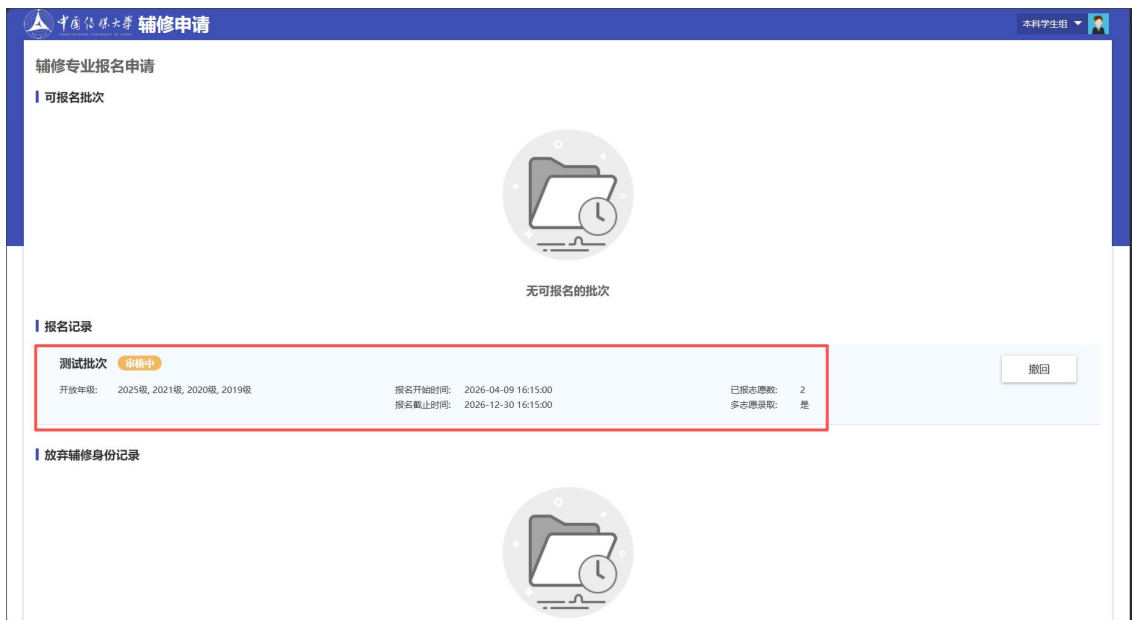 中国传媒大学 辅修申请
本科学生组
辅修专业报名申请
可报名批次
无可报名的批次
报名记录
测试批次 审核中
撤回
开放年级: 2025级, 2021级, 2020级, 2019级 报名开始时间: 2026-04-09 16:15:00 已报志愿数: 2
报名截止时间: 2026-12-30 16:15:00 多志愿录取: 是
放弃辅修身份记录